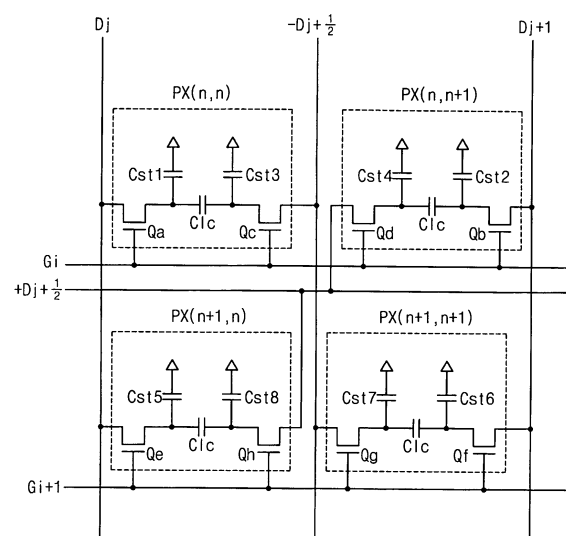 Dj
-Dj+½
Dj+1
PX(n,n)
PX(n,n+1)
Cst1
Cst3
Cst4
Cst2
Clc
Clc
Qa
Qc
Qd
Qb
Gi
+Dj+½
PX(n+1,n)
PX(n+1,n+1)
Cst5
Cst8
Cst7
Cst6
Clc
Clc
Qe
Qh
Qg
Qf
Gi+1